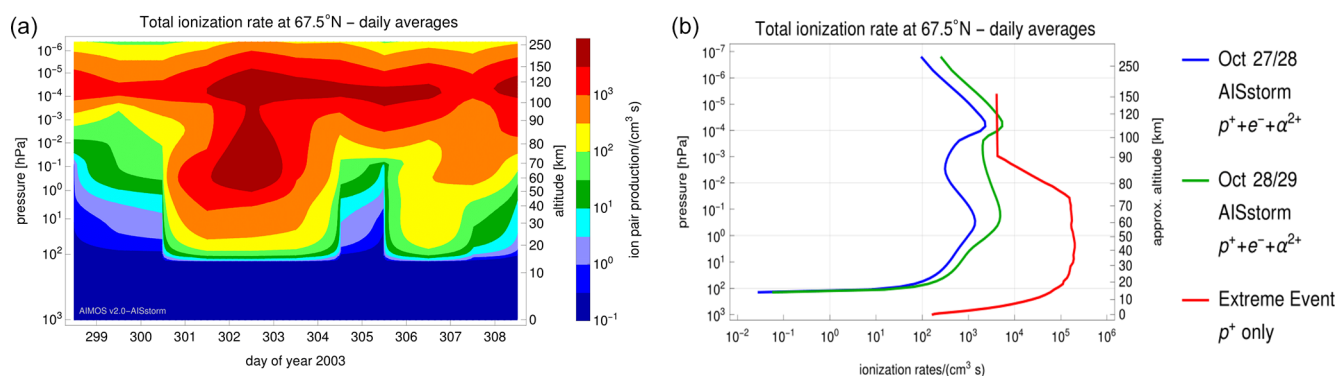 (a)
Total ionization rate at 67.5°N – daily averages
pressure [hPa]
10⁻⁶
10⁻⁵
10⁻⁴
10⁻³
10⁻²
10⁻¹
10⁰
10¹
10²
10³
250
150
120
100
90
80
70
60
50
40
30
20
10
0
altitude [km]
10³
10²
10¹
10⁰
10⁻¹
ion pair production/(cm³ s)
AIMOS v2.0–AISstorm
299 300 301 302 303 304 305 306 307 308
day of year 2003
(b)
Total ionization rate at 67.5°N – daily averages
pressure [hPa]
10⁻⁷
10⁻⁶
10⁻⁵
10⁻⁴
10⁻³
10⁻²
10⁻¹
10⁰
10¹
10²
10³
250
150
100
90
80
70
60
50
40
30
20
10
0
approx. altitude [km]
10⁻² 10⁻¹ 10⁰ 10¹ 10² 10³ 10⁴ 10⁵ 10⁶
ionization rates/(cm³ s)
Oct 27/28
AISstorm
p⁺+e⁻+α²⁺
Oct 28/29
AISstorm
p⁺+e⁻+α²⁺
Extreme Event
p⁺ only